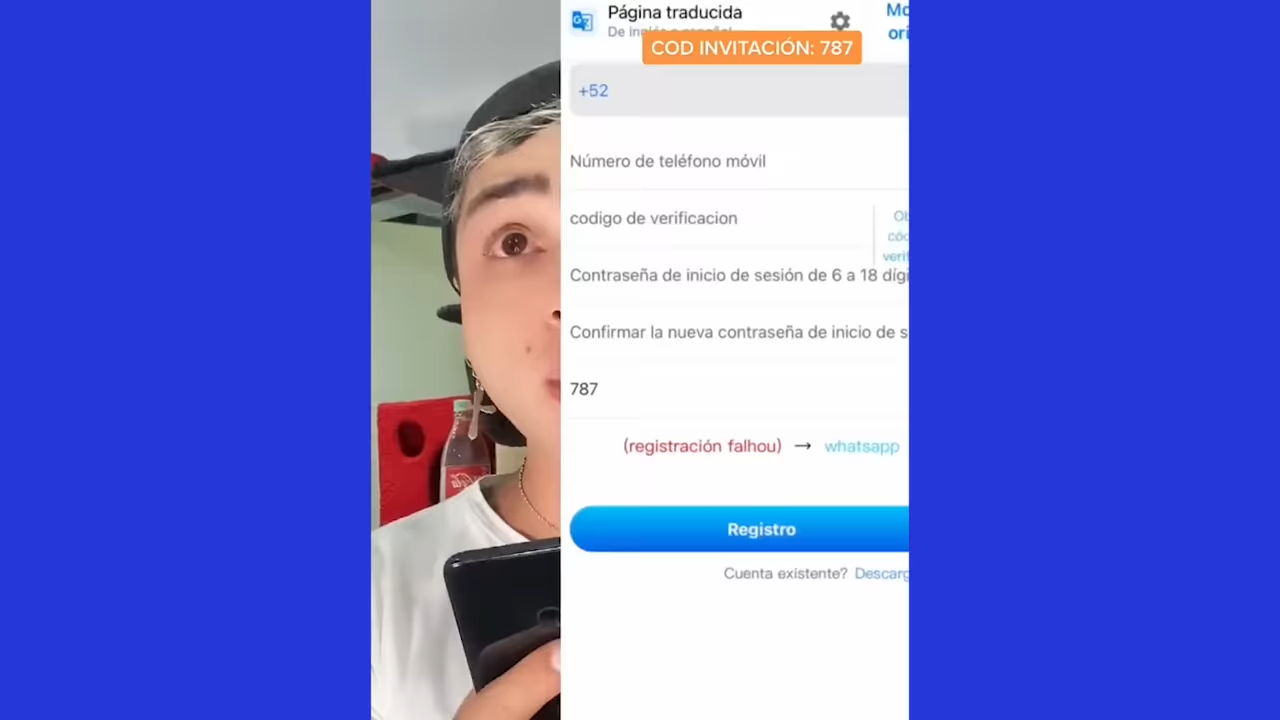 Página traducida
COD INVITACIÓN: 787
+52
Número de teléfono móvil
codigo de verificacion
Contraseña de inicio de sesión de 6 a 18
Confirmar la nueva contraseña de inicio de
787
(registración falhou) → whatsapp
Registro
Cuenta existente?